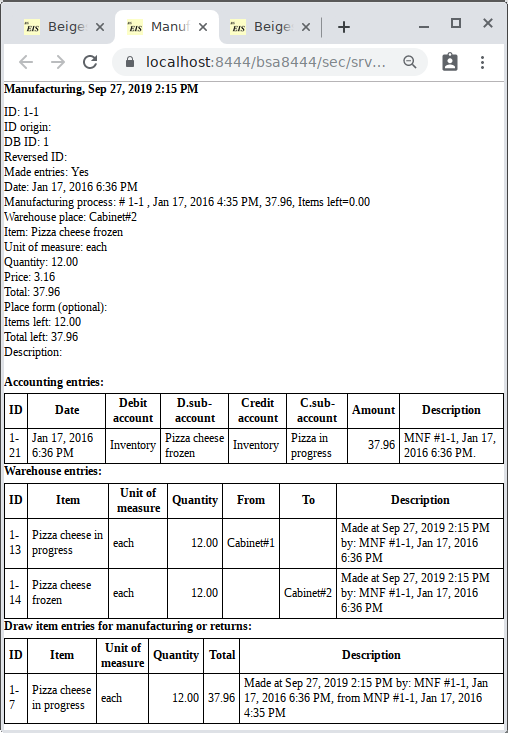 EIS Beige
EIS Manuf
EIS Beige
localhost:8444/bsa8444/sec/srv...
Manufacturing, Sep 27, 2019 2:15 PM
ID: 1-1
ID origin:
DB ID: 1
Reversed ID:
Made entries: Yes
Date: Jan 17, 2016 6:36 PM
Manufacturing process: # 1-1 , Jan 17, 2016 4:35 PM, 37.96, Items left=0.00
Warehouse place: Cabinet#2
Item: Pizza cheese frozen
Unit of measure: each
Quantity: 12.00
Price: 3.16
Total: 37.96
Place form (optional):
Items left: 12.00
Total left: 37.96
Description:
Accounting entries:
ID Date Debit account D.sub-account Credit account C.sub-account Amount Description
1-21 Jan 17, 2016 6:36 PM Inventory Pizza cheese frozen Inventory Pizza in progress 37.96 MNF #1-1, Jan 17, 2016 6:36 PM.
Warehouse entries:
ID Item Unit of measure Quantity From To Description
1-13 Pizza cheese in progress each 12.00 Cabinet#1 Made at Sep 27, 2019 2:15 PM by: MNF #1-1, Jan 17, 2016 6:36 PM
1-14 Pizza cheese frozen each 12.00 Cabinet#2 Made at Sep 27, 2019 2:15 PM by: MNF #1-1, Jan 17, 2016 6:36 PM
Draw item entries for manufacturing or returns:
ID Item Unit of measure Quantity Total Description
1-7 Pizza cheese in progress each 12.00 37.96 Made at Sep 27, 2019 2:15 PM by: MNF #1-1, Jan 17, 2016 6:36 PM, from MNP #1-1, Jan 17, 2016 4:35 PM